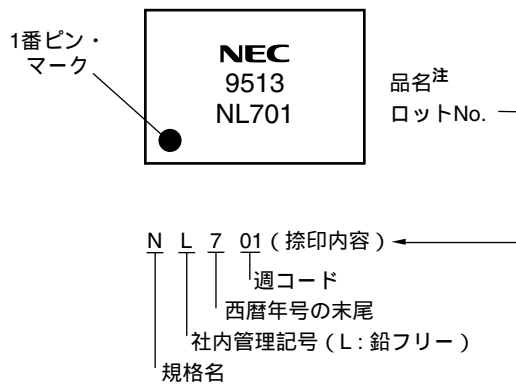 1番ピン・
マーク
NEC
9513
NL701
品名注
ロットNo.
N L 7 01 (捺印内容)
週コード
西暦年号の末尾
社内管理記号 (L:鉛フリー)
規格名